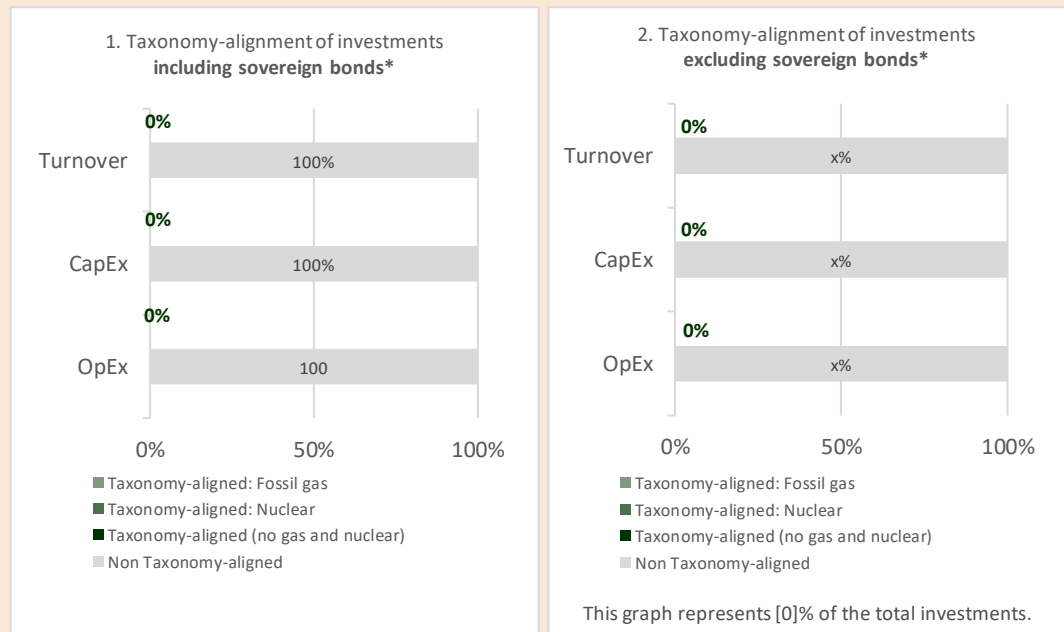 1. Taxonomy-alignment of investments
including sovereign bonds*
0%
Turnover
100%
0%
CapEx
100%
0%
OpEx
100
0%
50%
100%
Taxonomy-aligned: Fossil gas
Taxonomy-aligned: Nuclear
Taxonomy-aligned (no gas and nuclear)
Non Taxonomy-aligned
2. Taxonomy-alignment of investments
excluding sovereign bonds*
0%
Turnover
x%
0%
CapEx
x%
0%
OpEx
x%
0%
50%
100%
Taxonomy-aligned: Fossil gas
Taxonomy-aligned: Nuclear
Taxonomy-aligned (no gas and nuclear)
Non Taxonomy-aligned
This graph represents [0]% of the total investments.